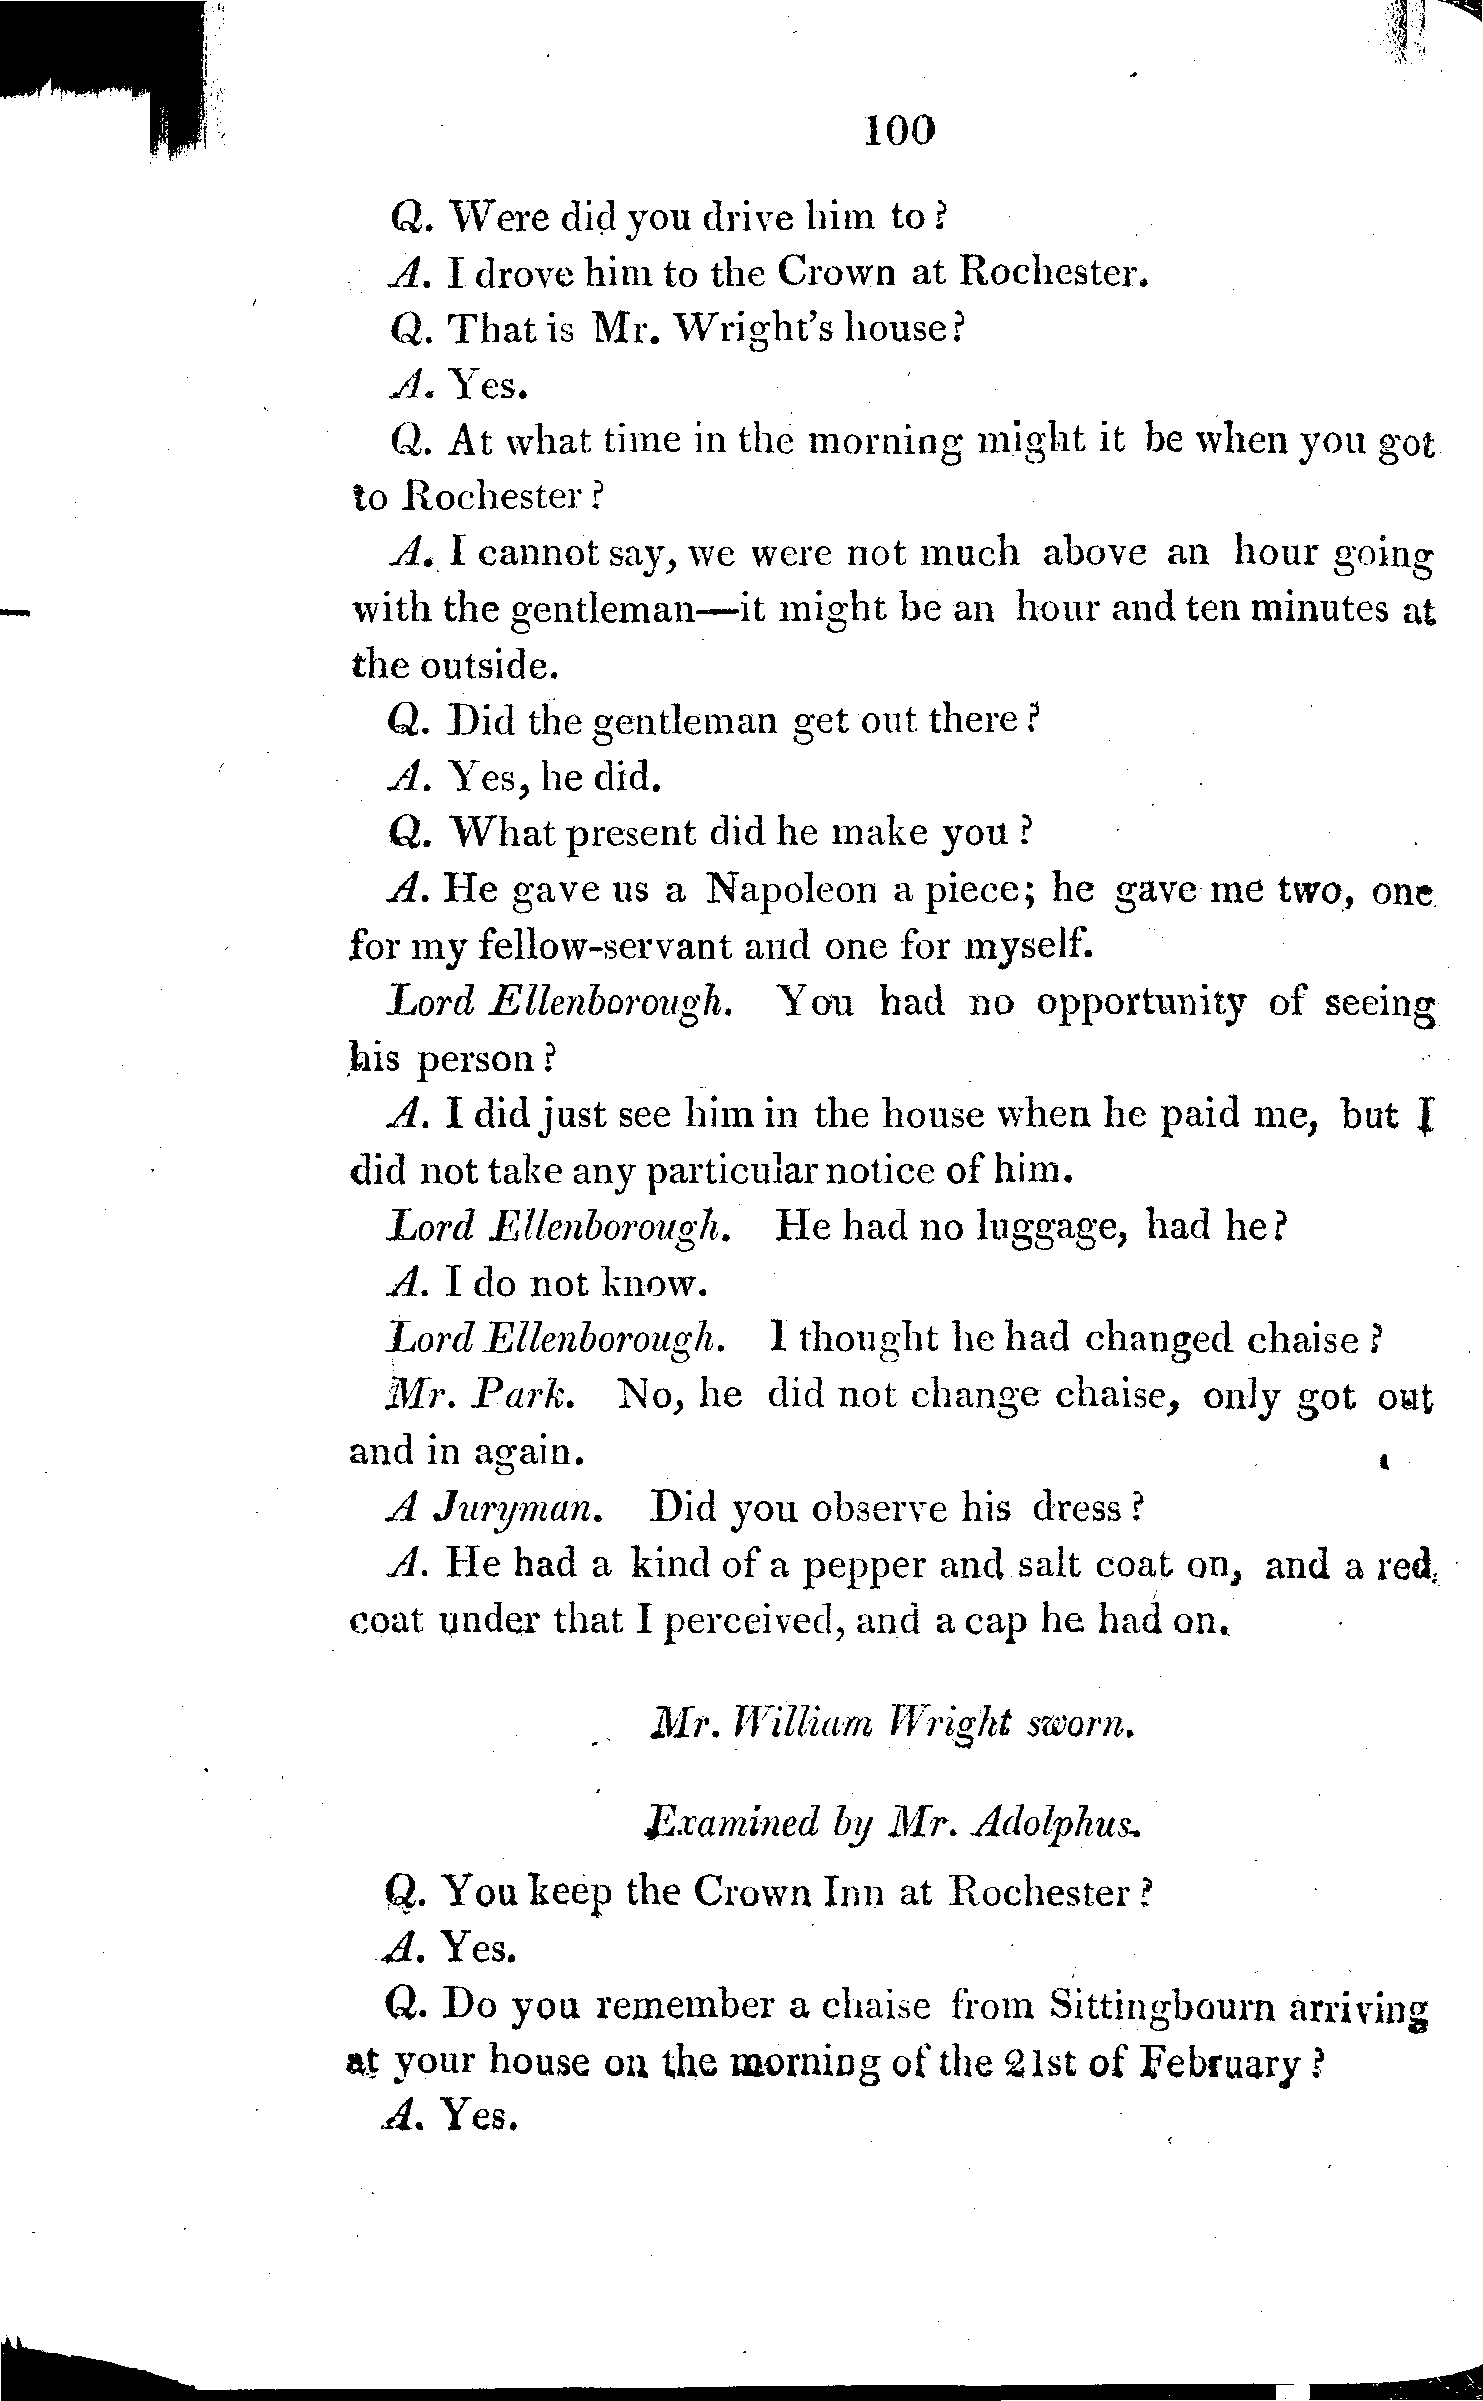 100
Q. Were did you drive him to?
A. I drove him to the Crown at Rochester.
Q. That is Mr. Wright's house?
A. Yes.
Q. At what time in the morning might it be when you got
to Rochester?
A. I cannot say, we were not much above an hour going
with the gentleman—it might be an hour and ten minutes at
the outside.
Q. Did the gentleman get out there?
A. Yes, he did.
Q. What present did he make you?
A. He gave us a Napoleon a piece; he gave me two, one
for my fellow-servant and one for myself.
Lord Ellenborough. You had no opportunity of seeing
his person?
A. I did just see him in the house when he paid me, but I
did not take any particular notice of him.
Lord Ellenborough. He had no luggage, had he?
A. I do not know.
Lord Ellenborough. I thought he had changed chaise?
Mr. Park. No, he did not change chaise, only got out
and in again.
A Juryman. Did you observe his dress?
A. He had a kind of a pepper and salt coat on, and a red
coat under that I perceived, and a cap he had on.
Mr. William Wright sworn.
Examined by Mr. Adolphus.
Q. You keep the Crown Inn at Rochester?
A. Yes.
Q. Do you remember a chaise from Sittingbourn arriving
at your house on the morning of the 21st of February?
A. Yes.